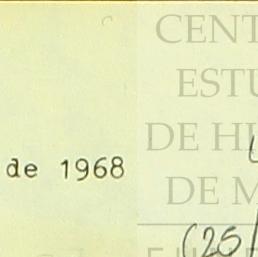 CENT
ESTU
DE HI
de 1968
DE M
(25/